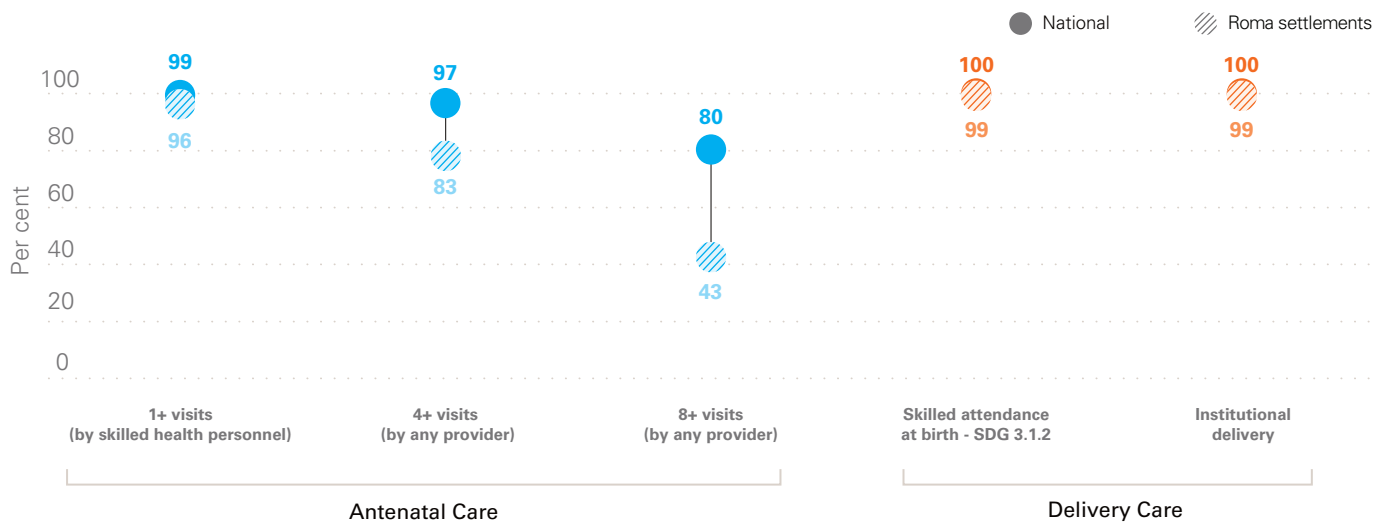 National
Roma settlements
Per cent
100
80
60
40
20
0
99
96
97
83
80
43
100
99
100
99
1+ visits
(by skilled health personnel)
4+ visits
(by any provider)
8+ visits
(by any provider)
Skilled attendance
at birth - SDG 3.1.2
Institutional
delivery
Antenatal Care
Delivery Care